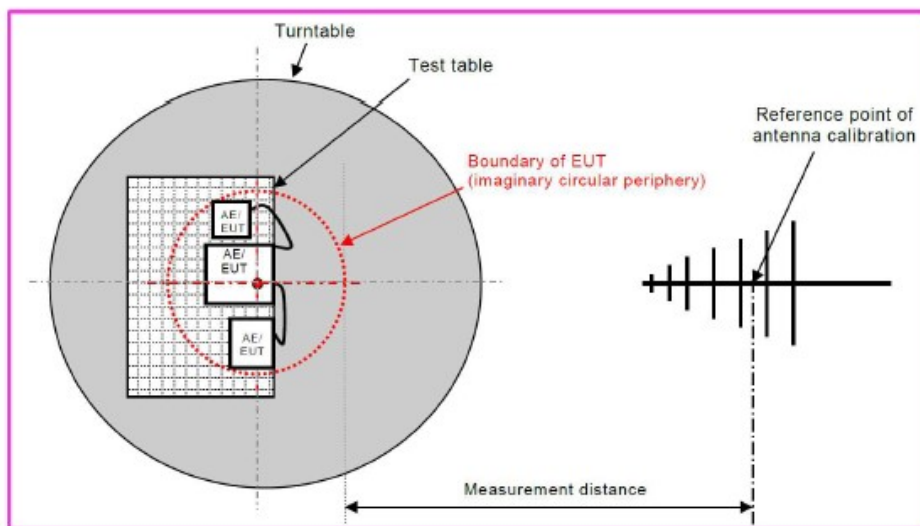 Turntable
Test table
Reference point of
antenna calibration
Boundary of EUT
(imaginary circular periphery)
AE/
EUT
AE/
EUT
AE/
EUT
Measurement distance